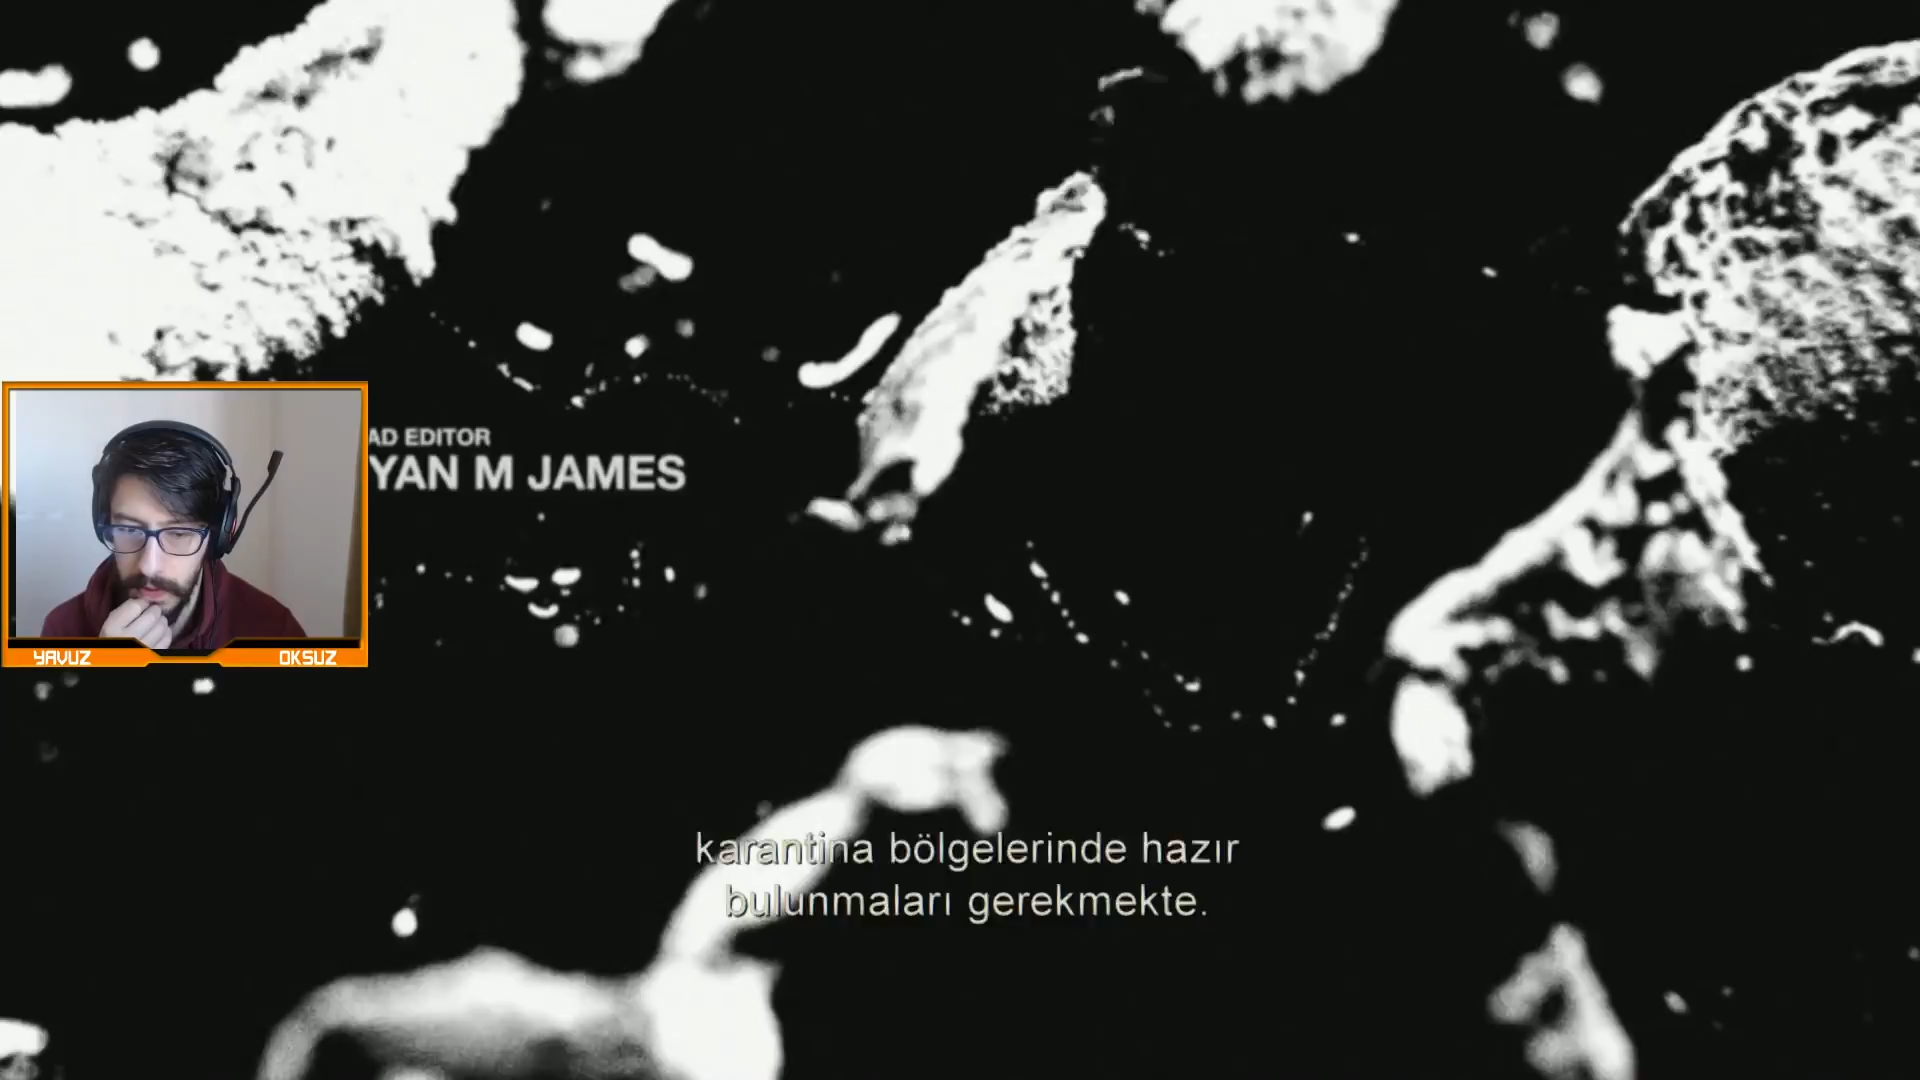 AD EDITOR
YAN M JAMES
YAVUZ
OKSUZ
karantina bölgelerinde hazır
bulunmaları gerekmekte.